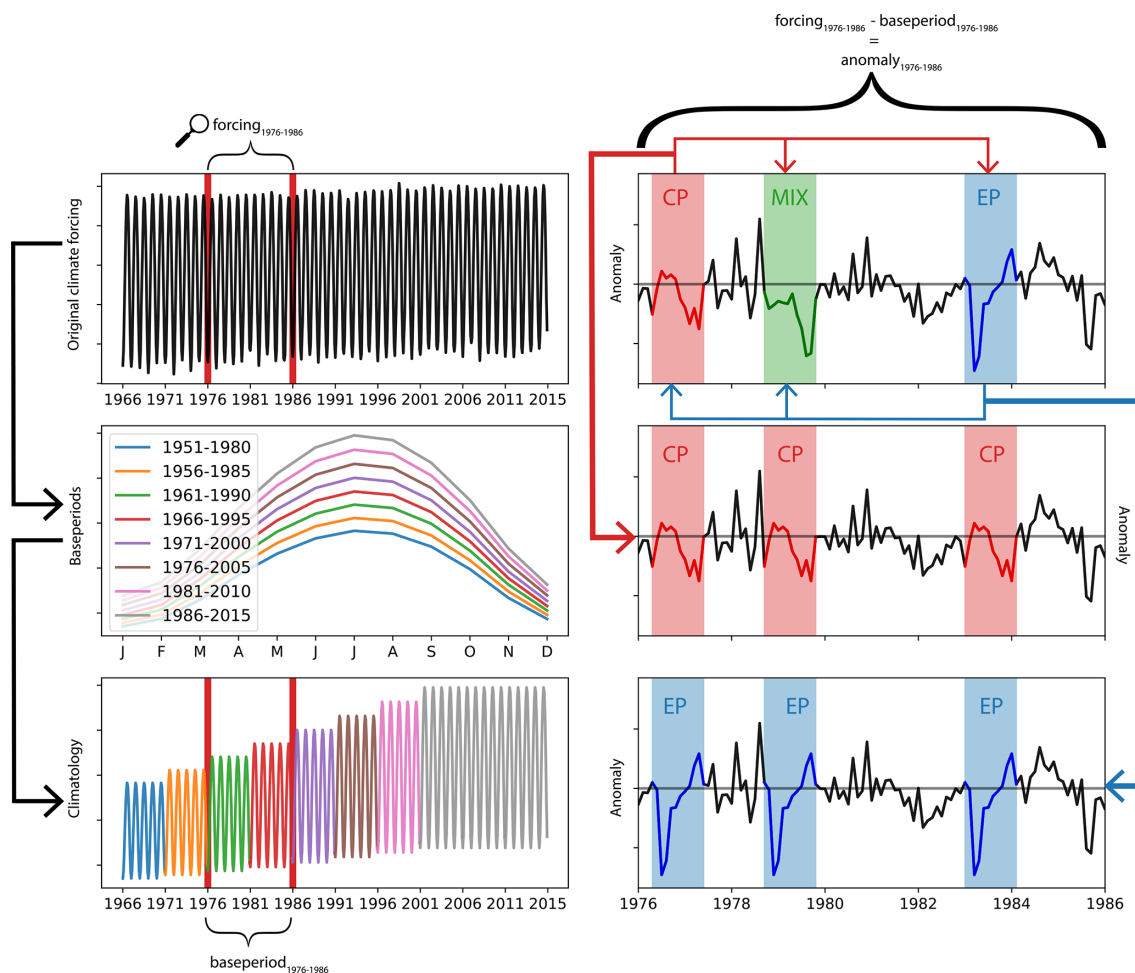 forcing1976-1986 - baseperiod1976-1986
=
anomaly1976-1986
forcing1976-1986
Original climate forcing
1966 1971 1976 1981 1986 1991 1996 2001 2006 2011 2015
Baseperiods
1951-1980
1956-1985
1961-1990
1966-1995
1971-2000
1976-2005
1981-2010
1986-2015
J F M A M J J A S O N D
Climatology
1966 1971 1976 1981 1986 1991 1996 2001 2006 2011 2015
baseperiod1976-1986
Anomaly
CP MIX EP
CP CP CP
Anomaly
Anomaly
EP EP EP
1976 1978 1980 1982 1984 1986